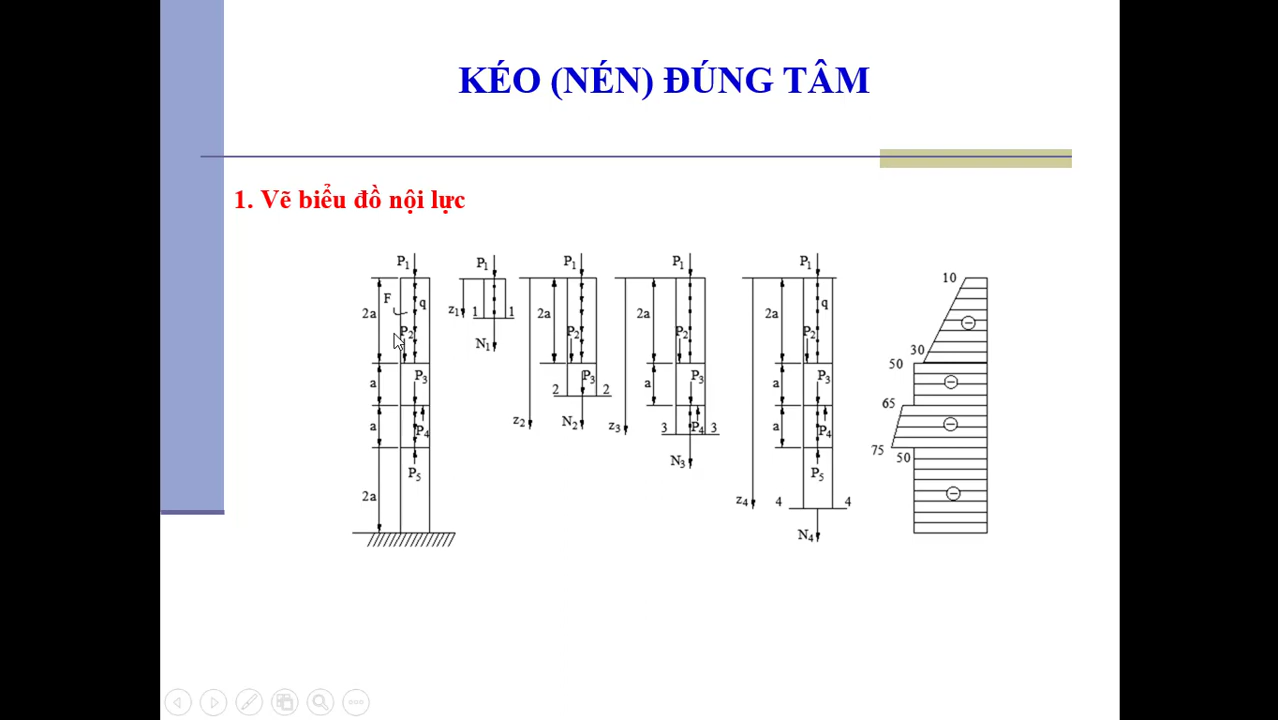 KÉO (NÉN) ĐÚNG TÂM
1. Vẽ biểu đồ nội lực
P1 P1 P1 P1 P1
10
F q 2a P2 P3 a a P4 P5 2a
z1 1 1 N1
2a P2 P3 2 2 z2 N2
2a P2 a P3 3 P4 3 z3 N3
2a q P2 a P3 a P4 P5 z4 4 4 N4
30
50
65
75
50